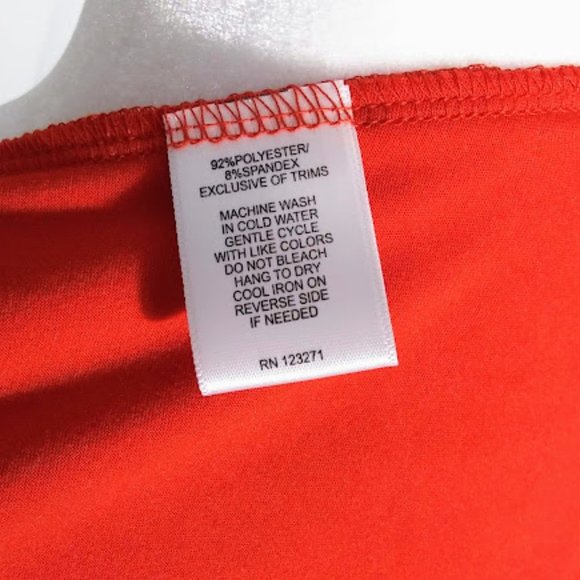 92%POLYESTER/
8%SPANDEX
EXCLUSIVE OF TRIMS
MACHINE WASH
IN COLD WATER
GENTLE CYCLE
WITH LIKE COLORS
DO NOT BLEACH
HANG TO DRY
COOL IRON ON
REVERSE SIDE
IF NEEDED
RN 123271